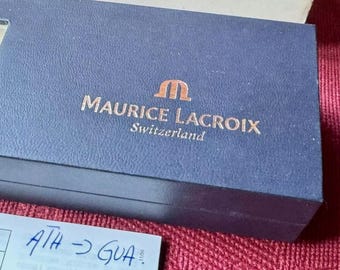 MAURICE LACROIX
Switzerland
ATH → GUA.